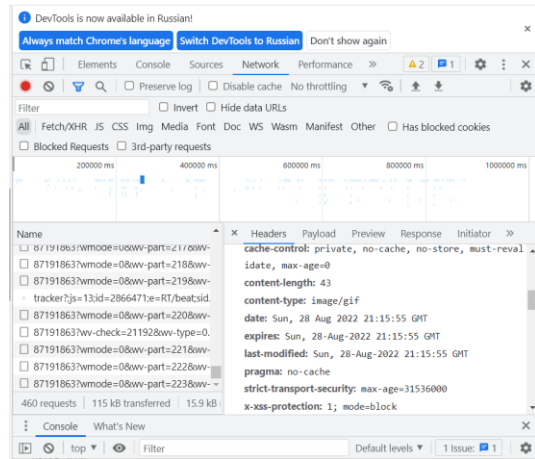 DevTools is now available in Russian!
Always match Chrome's language Switch DevTools to Russian Don't show again
Elements Console Sources Network Performance
2 1
Preserve log Disable cache No throttling
Filter Invert Hide data URLs
All Fetch/XHR JS CSS Img Media Font Doc WS Wasm Manifest Other Has blocked cookies
Blocked Requests 3rd-party requests
200000 ms 400000 ms 600000 ms 800000 ms 1000000 ms
Name
87191863?wmode=0&wv-part=217&wv-
87191863?wmode=0&wv-part=218&wv-
87191863?wmode=0&wv-part=219&wv-
tracker?;js=13;id=2866471;e=RT/beat;sid.
87191863?wmode=0&wv-part=220&wv-
87191863?wv-check=21192&wv-type=0.
87191863?wmode=0&wv-part=221&wv-
87191863?wmode=0&wv-part=222&wv-
87191863?wmode=0&wv-part=223&wv-
460 requests 115 kB transferred 15.9 kB
Headers Payload Preview Response Initiator
cache-control: private, no-cache, no-store, must-reval
idate, max-age=0
content-length: 43
content-type: image/gif
date: Sun, 28 Aug 2022 21:15:55 GMT
expires: Sun, 28-Aug-2022 21:15:55 GMT
last-modified: Sun, 28-Aug-2022 21:15:55 GMT
pragma: no-cache
strict-transport-security: max-age=31536000
x-xss-protection: 1; mode=block
Console What's New
top Filter Default levels 1 Issue: 1